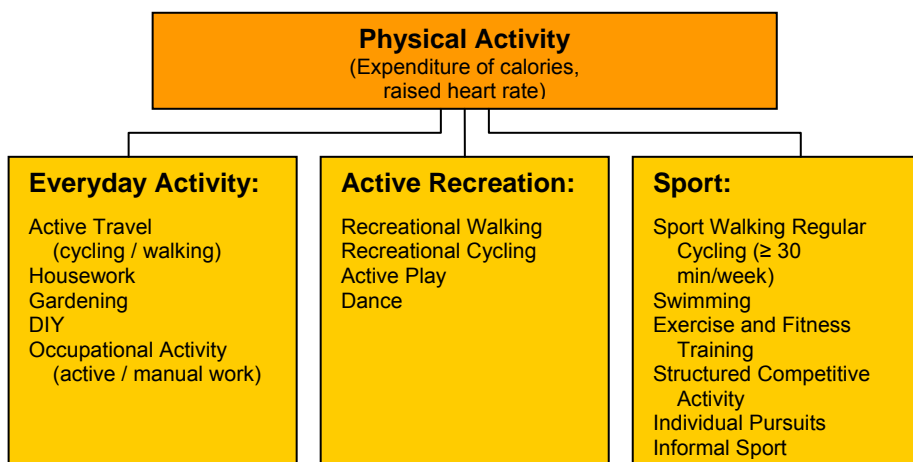 Physical Activity
(Expenditure of calories,
raised heart rate)
Everyday Activity:
Active Travel
(cycling / walking)
Housework
Gardening
DIY
Occupational Activity
(active / manual work)
Active Recreation:
Recreational Walking
Recreational Cycling
Active Play
Dance
Sport:
Sport Walking Regular
Cycling (≥ 30
min/week)
Swimming
Exercise and Fitness
Training
Structured Competitive
Activity
Individual Pursuits
Informal Sport